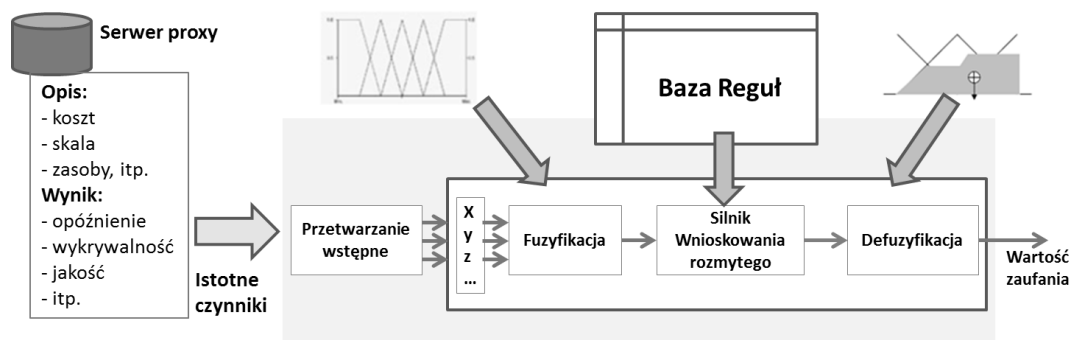 Serwer proxy
Opis:
- koszt
- skala
- zasoby, itp.
Wynik:
- opóźnienie
- wykrywalność
- jakość
- itp.
Istotne
czynniki
Przetwarzanie
wstępne
X
y
z
...
Fuzyfikacja
Baza Reguł
Silnik
Wnioskowania
rozmytego
Defuzyfikacja
Wartość
zaufania